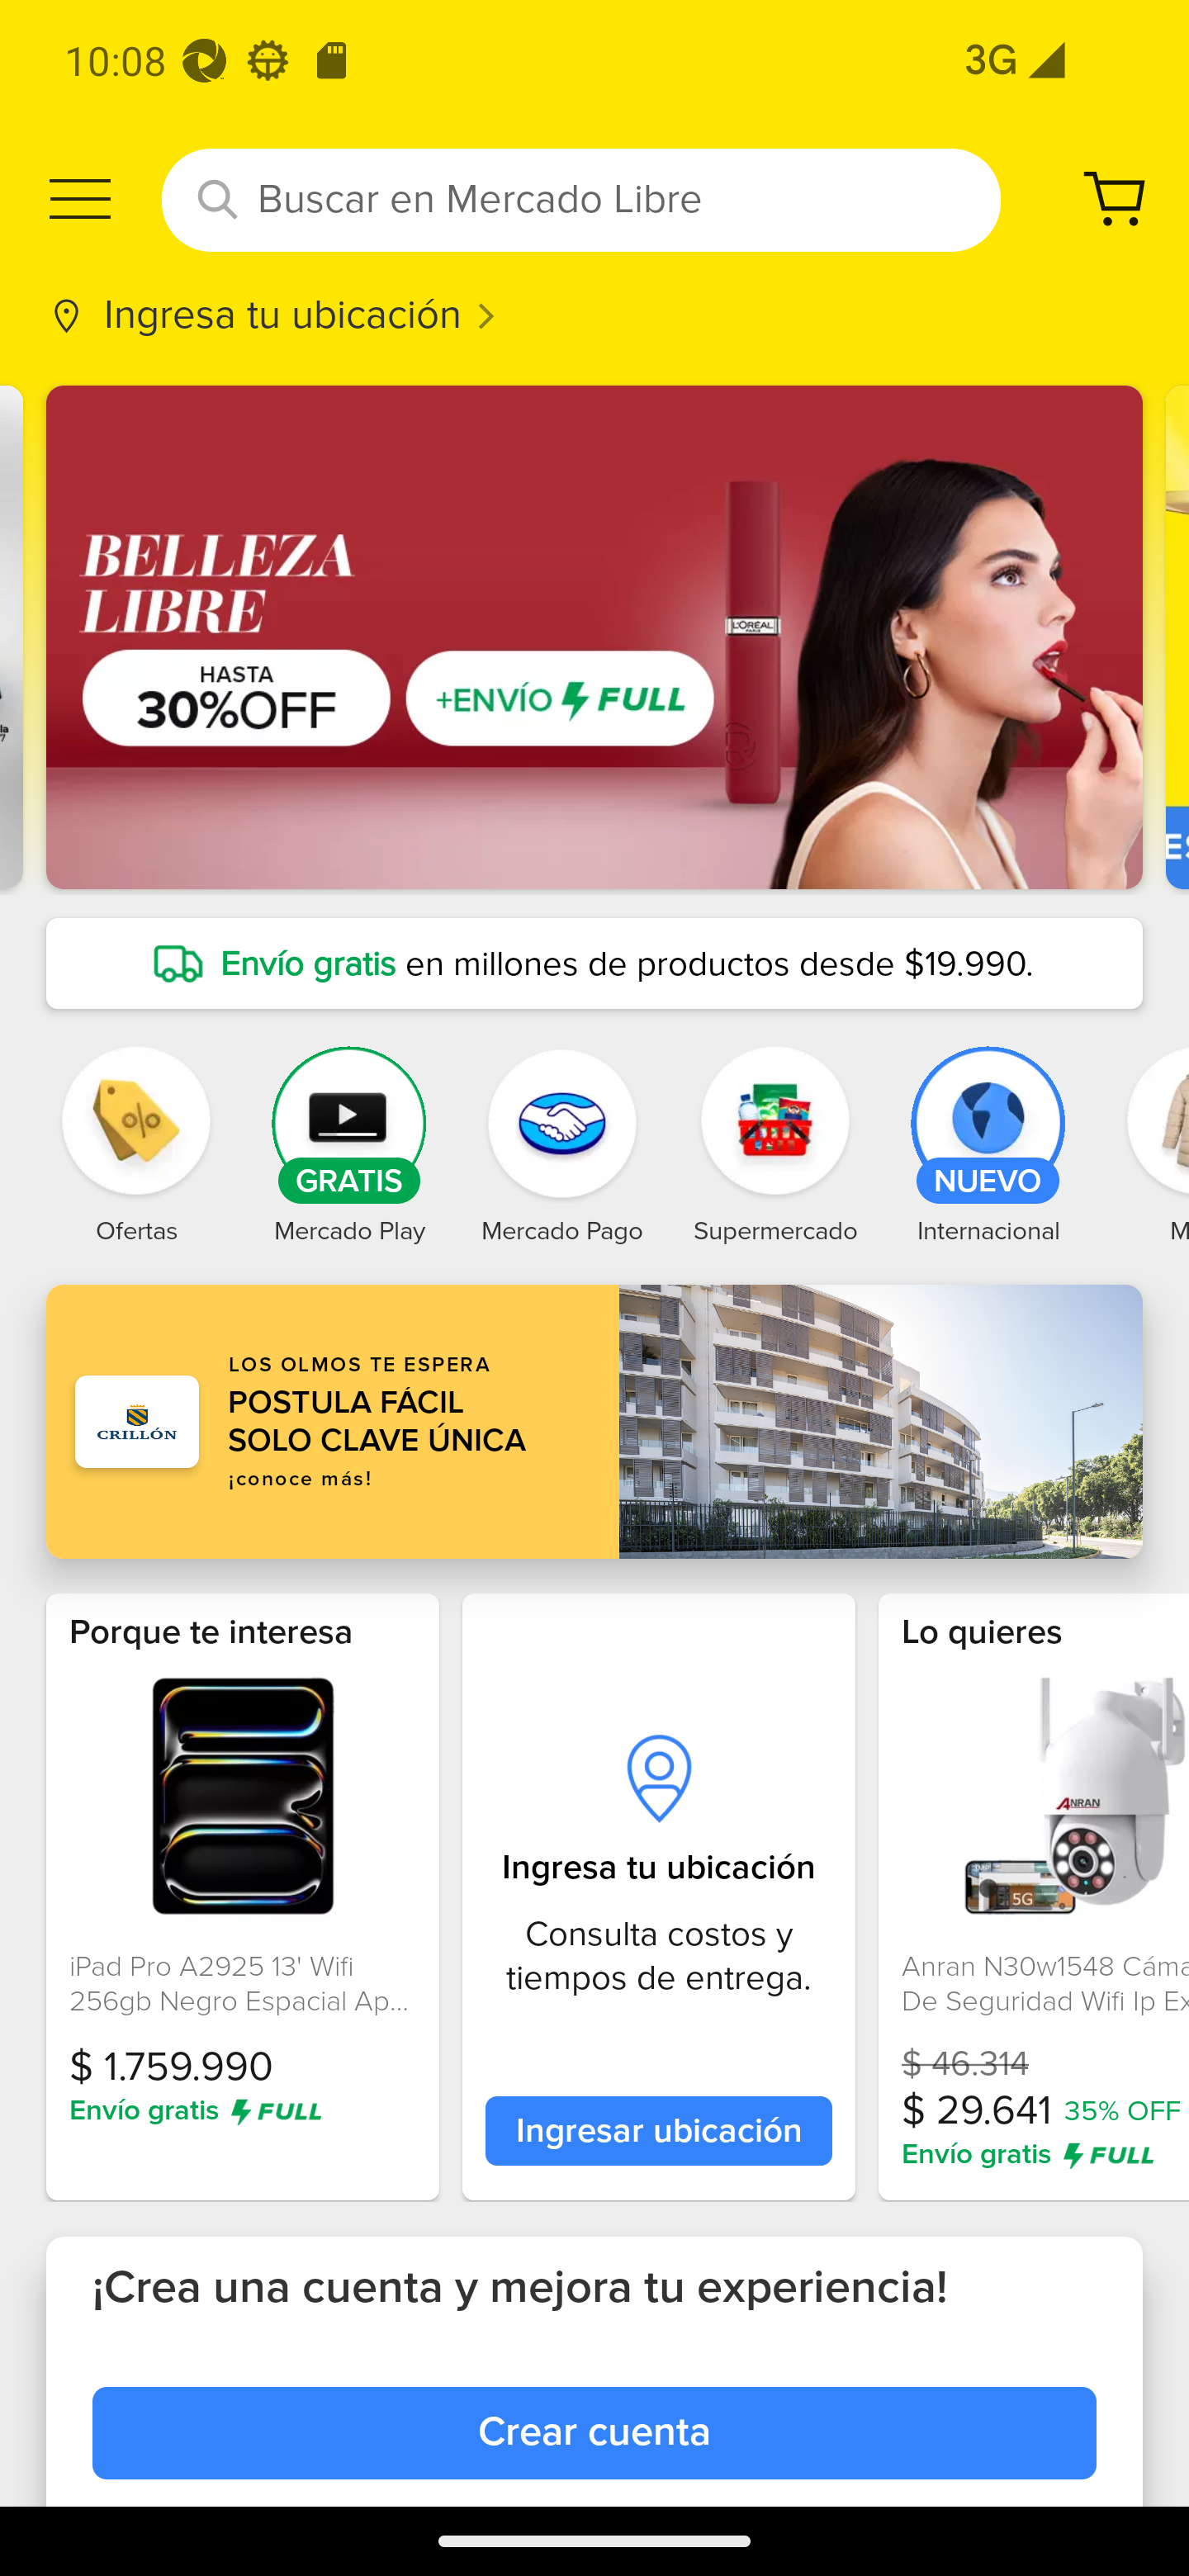 10:08
3G
Buscar en Mercado Libre
Ingresa tu ubicación
BELLEZA
LIBRE
HASTA
30%OFF
+ENVÍO FULL
L'ORÉAL
PARIS
Envío gratis en millones de productos desde $19.990.
GRATIS
NUEVO
Ofertas
Mercado Play
Mercado Pago
Supermercado
Internacional
M
CRILLÓN
LOS OLMOS TE ESPERA
POSTULA FÁCIL
SOLO CLAVE ÚNICA
¡conoce más!
Porque te interesa
iPad Pro A2925 13' Wifi
256gb Negro Espacial Ap...
$ 1.759.990
Envío gratis FULL
Ingresa tu ubicación
Consulta costos y
tiempos de entrega.
Ingresar ubicación
Lo quieres
ANRAN
5G
Anran N30w1548 Cáma
De Seguridad Wifi Ip Ex
$ 46.314
$ 29.641 35% OFF
Envío gratis FULL
¡Crea una cuenta y mejora tu experiencia!
Crear cuenta